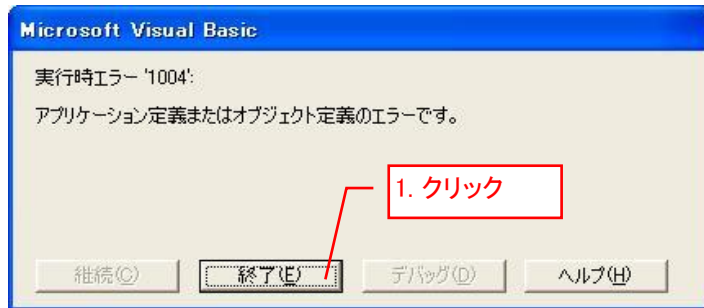 Microsoft Visual Basic
実行時エラー '1004':
アプリケーション定義またはオブジェクト定義のエラーです。
1. クリック
継続(C)
終了(E)
デバッグ(D)
ヘルプ(H)